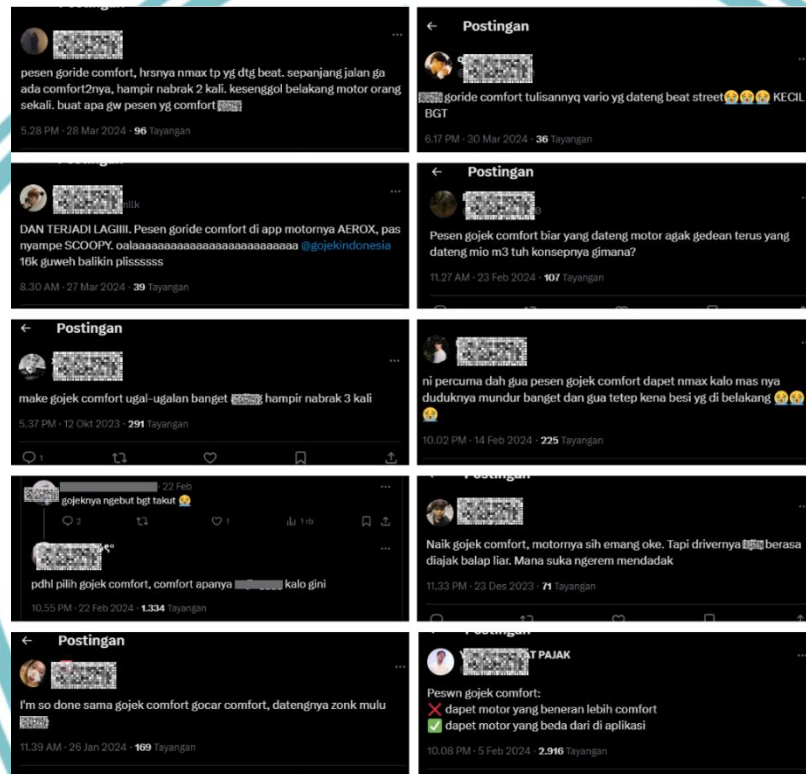 pesen goride comfort, hrsnya nmax tp yg dtg beat. sepanjang jalan ga
ada comfort2nya, hampir nabrak 2 kali. kesenggol belakang motor orang
sekali. buat apa gw pesen yg comfort
5.28 PM · 28 Mar 2024 · 96 Tayangan
← Postingan
goride comfort tulisannyq vario yg dateng beat street😭😭😭 KECIL
BGT
6.17 PM · 30 Mar 2024 · 36 Tayangan
DAN TERJADI LAGIIII. Pesen goride comfort di app motornya AEROX, pas
nyampe SCOOPY. oalaaaaaaaaaaaaaaaaaaaaaaaaaaa @gojekindonesia
16k guweh balikin plisssss
8.30 AM · 27 Mar 2024 · 39 Tayangan
← Postingan
Pesen gojek comfort biar yang dateng motor agak gedean terus yang
dateng mio m3 tuh konsepnya gimana?
11.27 AM · 23 Feb 2024 · 107 Tayangan
← Postingan
make gojek comfort ugal-ugalan banget hampir nabrak 3 kali
5.37 PM · 12 Okt 2023 · 291 Tayangan
1
ni percuma dah gua pesen gojek comfort dapet nmax kalo mas nya
duduknya mundur banget dan gua tetep kena besi yg di belakang 😭😭
😭
10.02 PM · 14 Feb 2024 · 225 Tayangan
· 22 Feb
gojeknya ngebut bgt takut 😭
2 1 1 rb
pdhl pilih gojek comfort, comfort apanya kalo gini
10.55 PM · 22 Feb 2024 · 1.334 Tayangan
Naik gojek comfort, motornya sih emang oke. Tapi drivernya berasa
diajak balap liar. Mana suka ngerem mendadak
11.33 PM · 23 Des 2023 · 71 Tayangan
← Postingan
I'm so done sama gojek comfort gocar comfort, datengnya zonk mulu
11.39 AM · 26 Jan 2024 · 169 Tayangan
AT PAJAK
Peswn gojek comfort:
❌ dapet motor yang beneran lebih comfort
✅ dapet motor yang beda dari di aplikasi
10.08 PM · 5 Feb 2024 · 2.916 Tayangan